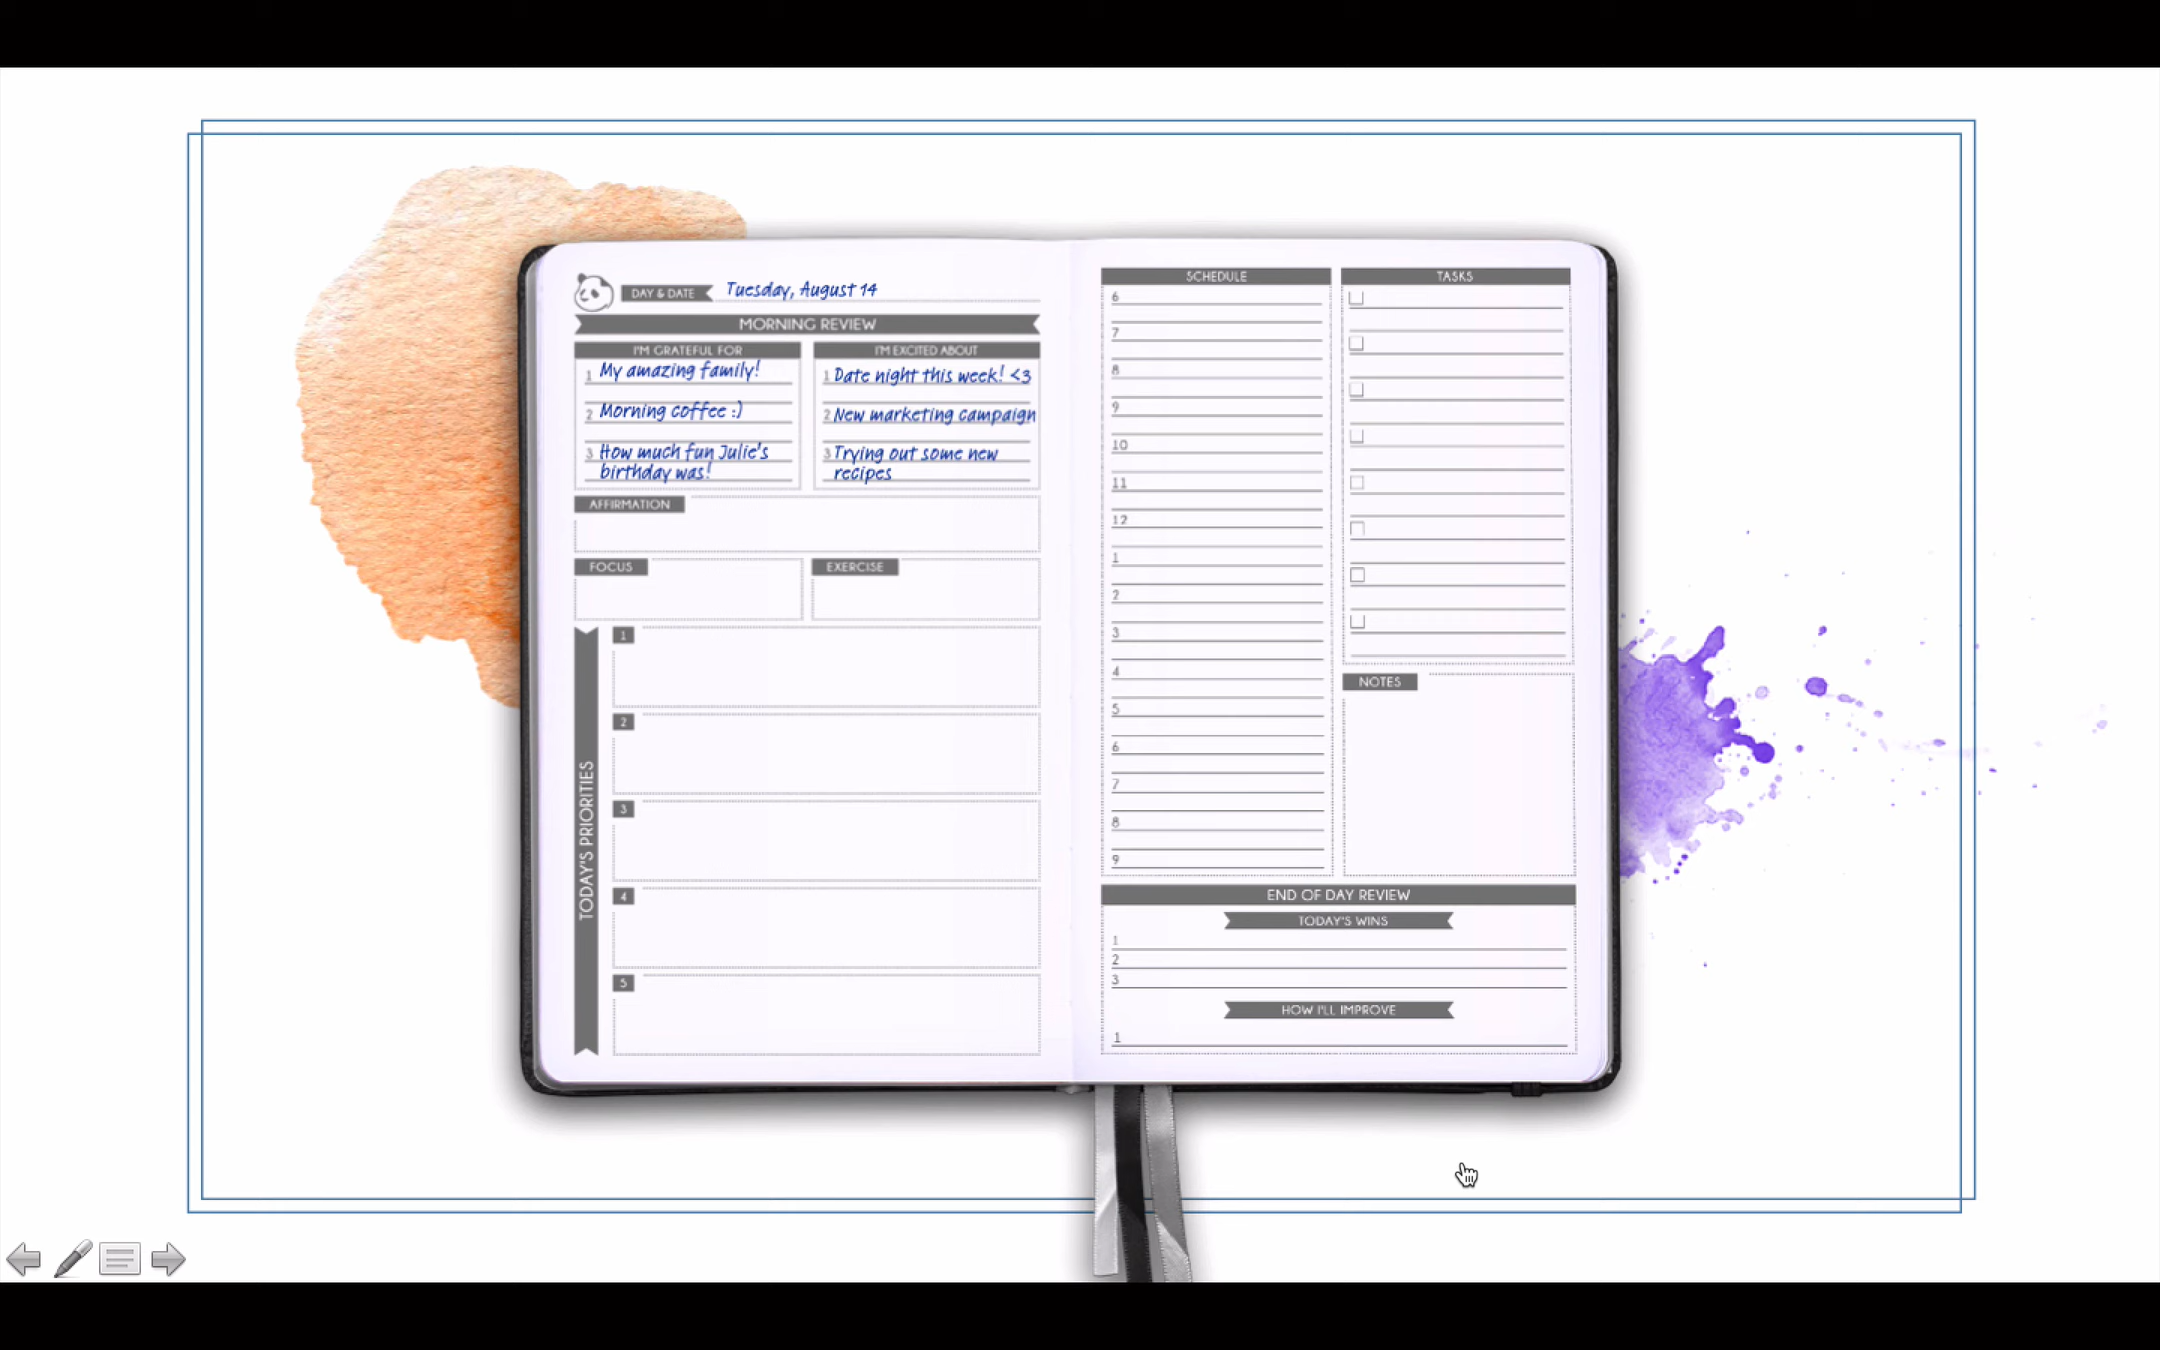 DAY & DATE Tuesday, August 14
MORNING REVIEW
I'M GRATEFUL FOR
1 My amazing family!
2 Morning coffee :)
3 How much fun Julie's
birthday was!
I'M EXCITED ABOUT
1 Date night this week! <3
2 New marketing campaign
3 Trying out some new
recipes
AFFIRMATION
FOCUS
EXERCISE
TODAY'S PRIORITIES
1
2
3
4
5
SCHEDULE
6
7
8
9
10
11
12
1
2
3
4
5
6
7
8
9
TASKS
NOTES
END OF DAY REVIEW
TODAY'S WINS
1
2
3
HOW I'LL IMPROVE
1